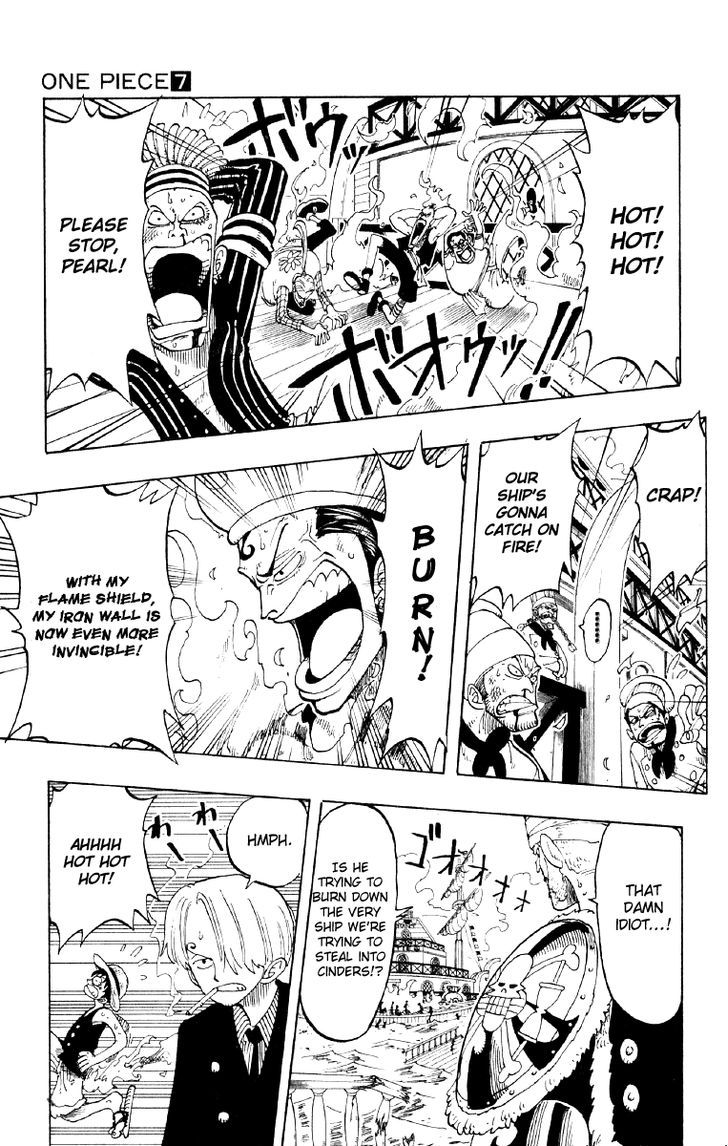 ONE PIECE 7
HOT!
HOT!
HOT!
ボォウッ
PLEASE
STOP,
PEARL!
ボオウッ!!
CRAP!
OUR
SHIP'S
GONNA
CATCH ON
FIRE!
......
BURN!
WITH MY
FLAME SHIELD,
MY IRON WALL IS
NOW EVEN MORE
INVINCIBLE!
THAT
DAMN
IDIOT...!
ゴオオオオ...
IS HE
TRYING TO
BURN DOWN
THE VERY
SHIP WE'RE
TRYING TO
STEAL INTO
CINDERS!?
HMPH.
わー
わー
AHHHH
HOT HOT
HOT!